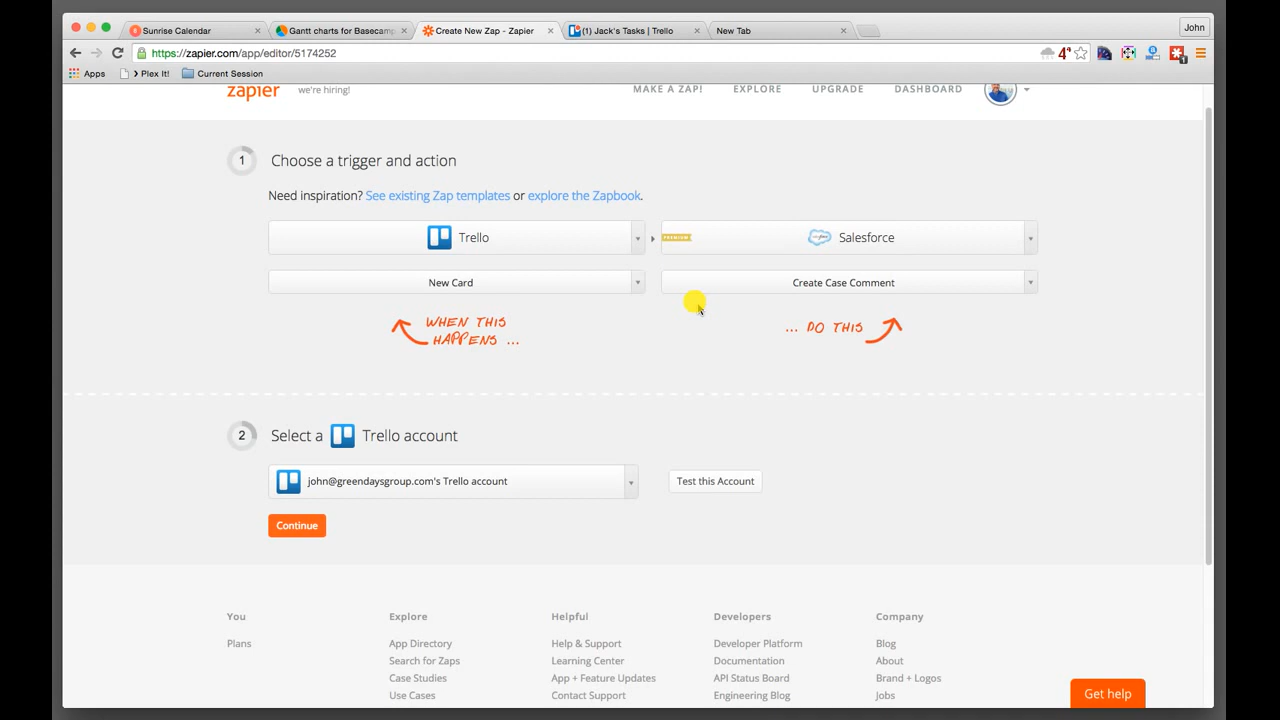 Sunrise Calendar
Gantt charts for Basecamp
Create New Zap - Zapier
(1) Jack's Tasks | Trello
New Tab
John
https://zapier.com/app/editor/5174252
4°
1
Apps
Plex It!
Current Session
zapier
we're hiring!
MAKE A ZAP!
EXPLORE
UPGRADE
DASHBOARD
1
Choose a trigger and action
Need inspiration? See existing Zap templates or explore the Zapbook.
Trello
PREMIUM
Salesforce
New Card
Create Case Comment
WHEN THIS
HAPPENS ...
... DO THIS
2
Select a Trello account
john@greendaysgroup.com's Trello account
Test this Account
Continue
You
Explore
Helpful
Developers
Company
Plans
App Directory
Help & Support
Developer Platform
Blog
Search for Zaps
Learning Center
Documentation
About
Case Studies
App + Feature Updates
API Status Board
Brand + Logos
Use Cases
Contact Support
Engineering Blog
Jobs
Get help